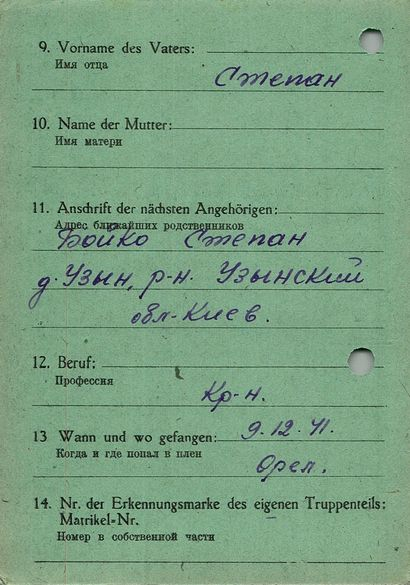 9. Vorname des Vaters:
Имя отца
Степан
10. Name der Mutter:
Имя матери
11. Anschrift der nächsten Angehörigen:
Адрес ближайших родственников
Бойко Степан
д. Узын, р-н. Узынский
обл-Киев.
12. Beruf:
Профессия
Кр-н.
13 Wann und wo gefangen: 9.12.41.
Когда и где попал в плен
Орел.
14. Nr. der Erkennungsmarke des eigenen Truppenteils:
Matrikel-Nr.
Номер в собственной части